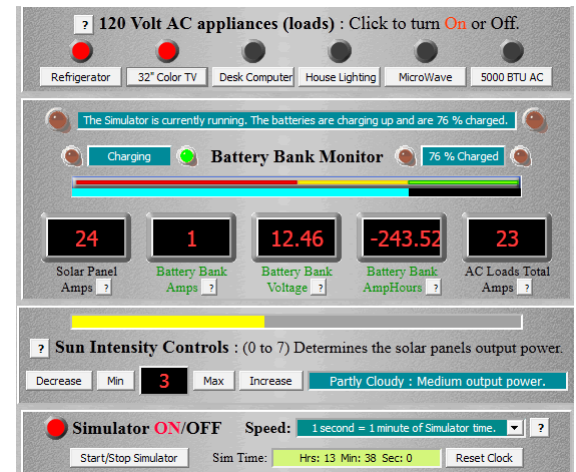 ? 120 Volt AC appliances (loads) : Click to turn On or Off.
Refrigerator 32" Color TV Desk Computer House Lighting MicroWave 5000 BTU AC
The Simulator is currently running. The batteries are charging up and are 76 % charged.
Charging Battery Bank Monitor 76 % Charged
24 1 12.46 -243.52 23
Solar Panel Battery Bank Battery Bank Battery Bank AC Loads Total
Amps ? Amps ? Voltage ? AmpHours ? Amps ?
? Sun Intensity Controls : (0 to 7) Determines the solar panels output power.
Decrease Min 3 Max Increase Partly Cloudy : Medium output power.
Simulator ON/OFF Speed: 1 second = 1 minute of Simulator time. ?
Start/Stop Simulator Sim Time: Hrs: 13 Min: 38 Sec: 0 Reset Clock